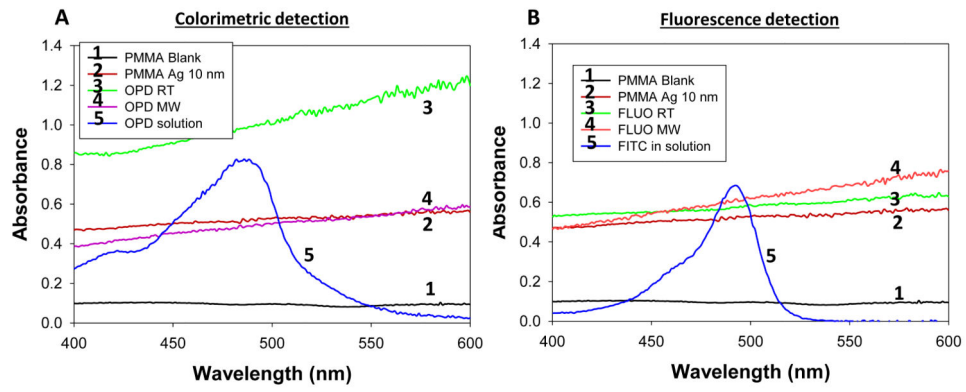 A
Colorimetric detection
1 PMMA Blank
2 PMMA Ag 10 nm
3 OPD RT
4 OPD MW
5 OPD solution
1.4
1.2
1.0
0.8
0.6
0.4
0.2
0.0
Absorbance
3
4
2
5
1
400
450
500
550
600
Wavelength (nm)
B
Fluorescence detection
1 PMMA Blank
2 PMMA Ag 10 nm
3 FLUO RT
4 FLUO MW
5 FITC in solution
1.4
1.2
1.0
0.8
0.6
0.4
0.2
0.0
Absorbance
4
3
2
5
1
400
450
500
550
600
Wavelength (nm)